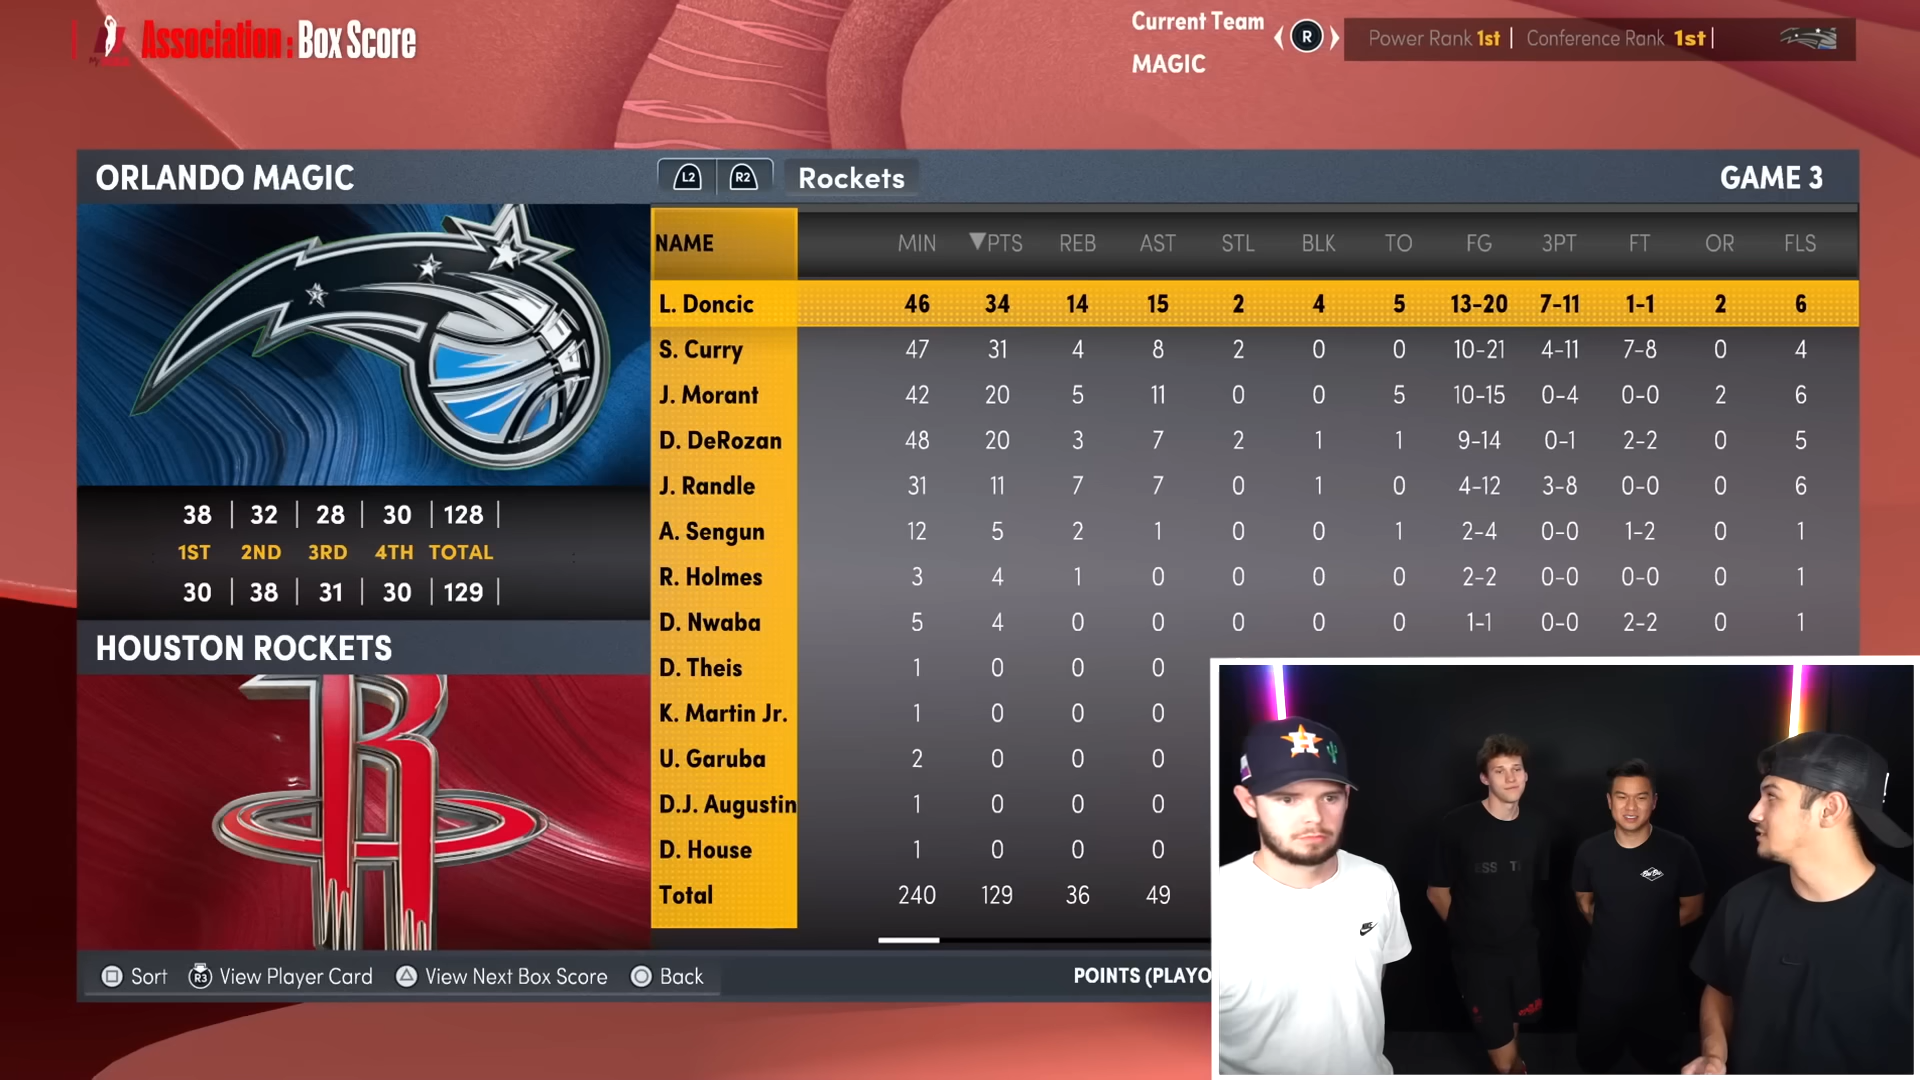 Association : Box Score
Current Team
MAGIC
R
Power Rank 1st | Conference Rank 1st |
ORLANDO MAGIC
L2 R2 Rockets
GAME 3
NAME MIN ▼PTS REB AST STL BLK TO FG 3PT FT OR FLS
L. Doncic 46 34 14 15 2 4 5 13-20 7-11 1-1 2 6
S. Curry 47 31 4 8 2 0 0 10-21 4-11 7-8 0 4
J. Morant 42 20 5 11 0 0 5 10-15 0-4 0-0 2 6
D. DeRozan 48 20 3 7 2 1 1 9-14 0-1 2-2 0 5
J. Randle 31 11 7 7 0 1 0 4-12 3-8 0-0 0 6
A. Sengun 12 5 2 1 0 0 1 2-4 0-0 1-2 0 1
R. Holmes 3 4 1 0 0 0 0 2-2 0-0 0-0 0 1
D. Nwaba 5 4 0 0 0 0 0 1-1 0-0 2-2 0 1
D. Theis 1 0 0 0
K. Martin Jr. 1 0 0 0
U. Garuba 2 0 0 0
D.J. Augustin 1 0 0 0
D. House 1 0 0 0
Total 240 129 36 49
38 | 32 | 28 | 30 | 128 |
1ST 2ND 3RD 4TH TOTAL
30 | 38 | 31 | 30 | 129 |
HOUSTON ROCKETS
R
Sort R3 View Player Card View Next Box Score Back
POINTS (PLAYO
H